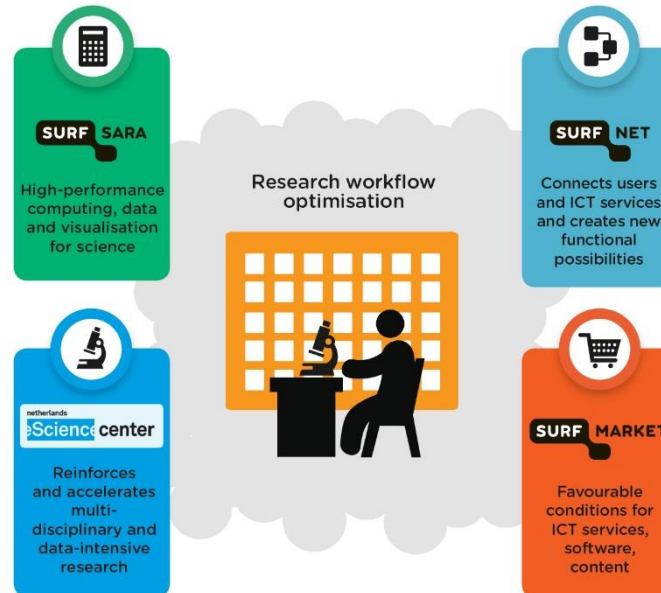 SURF SARA
High-performance
computing, data
and visualisation
for science
Research workflow
optimisation
SURF NET
Connects users
and ICT services
and creates new
functional
possibilities
netherlands
eScience center
Reinforces
and accelerates
multi-
disciplinary and
data-intensive
research
SURF MARKET
Favourable
conditions for
ICT services,
software,
content